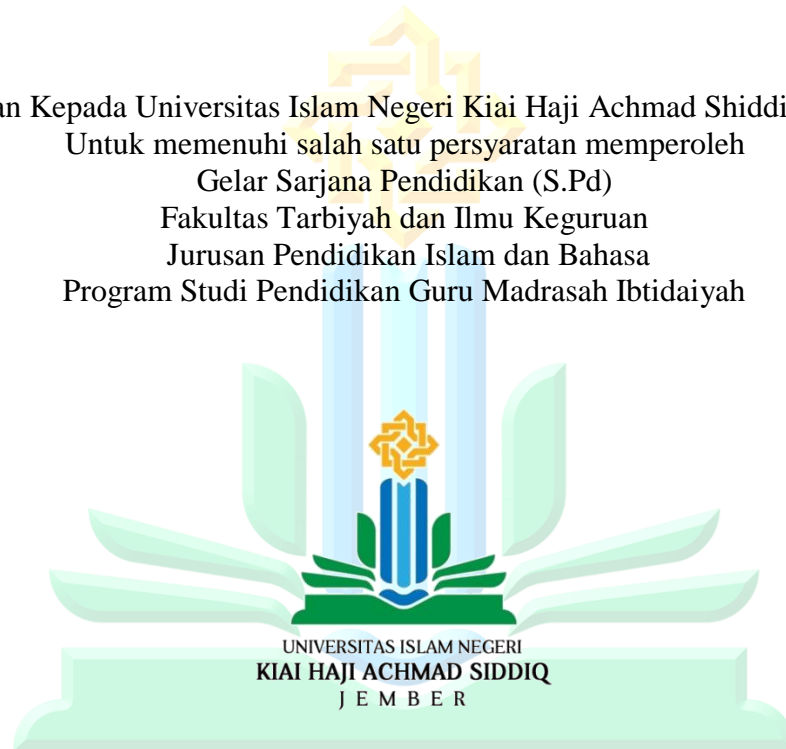 an Kepada Universitas Islam Negeri Kiai Haji Achmad Shiddi
Untuk memenuhi salah satu persyaratan memperoleh
Gelar Sarjana Pendidikan (S.Pd)
Fakultas Tarbiyah dan Ilmu Keguruan
Jurusan Pendidikan Islam dan Bahasa
Program Studi Pendidikan Guru Madrasah Ibtidaiyah
UNIVERSITAS ISLAM NEGERI
KIAI HAJI ACHMAD SIDDIQ
JEMBER